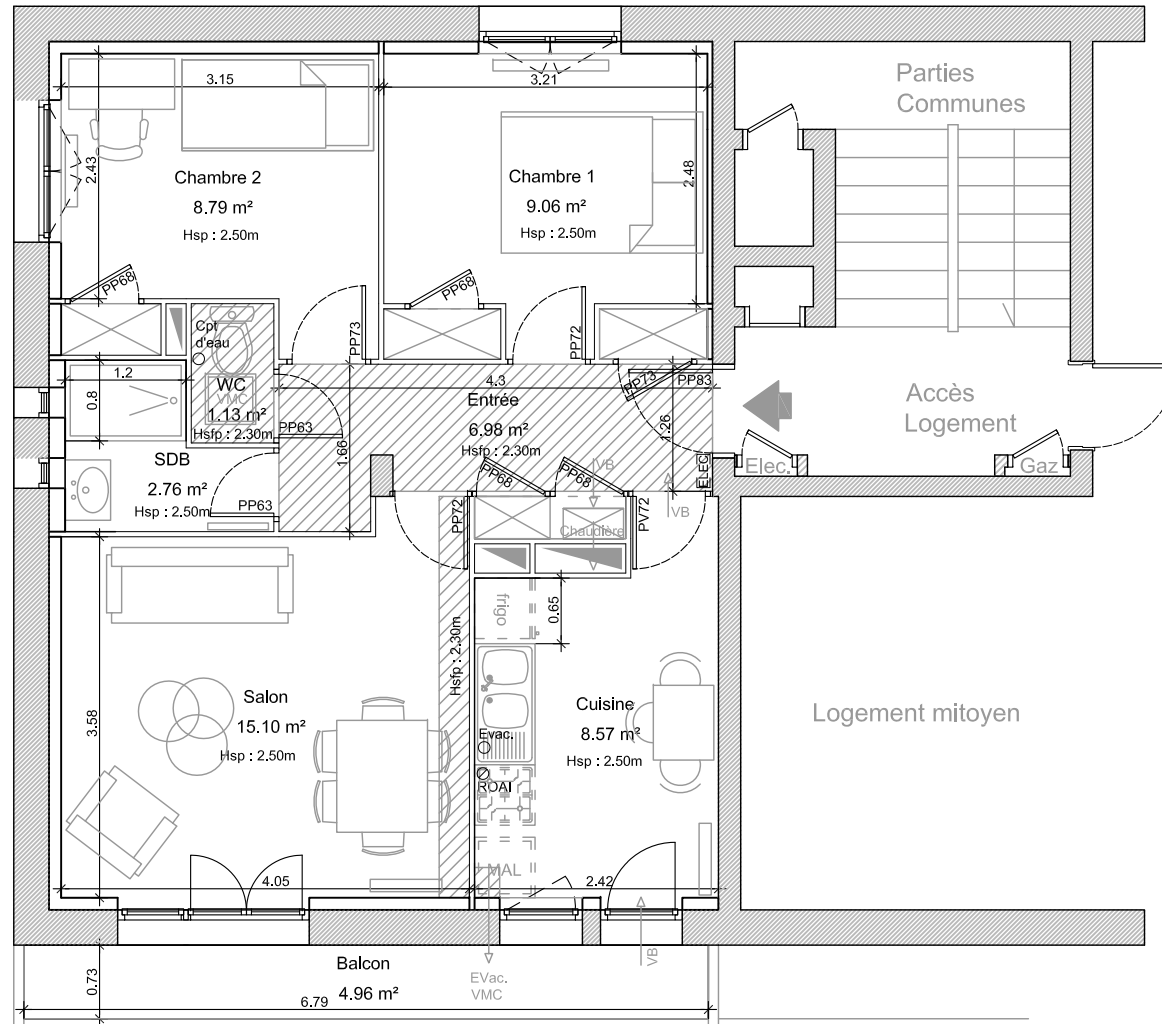 3.15
3.21
Parties
Communes
2.43
2.48
Chambre 2
8.79 m²
Hsp : 2.50m
Chambre 1
9.06 m²
Hsp : 2.50m
PP68
PP68
Cpt
d'eau
PP73
PP72
1.2
0.8
WC
VMC
1.13 m²
Hsfp : 2.30m
PP63
4.3
Entrée
6.98 m²
Hsfp : 2.30m
PP73
PP83
1.26
1.66
Accès
Logement
SDB
2.76 m²
Hsp : 2.50m
PP63
PP68
PP68
VB
ELEC
VB
Elec.
Gaz
PP72
Chaudière
PV72
frigo
0.65
Hsfp : 2.30m
3.58
Salon
15.10 m²
Hsp : 2.50m
Cuisine
8.57 m²
Hsp : 2.50m
Evac.
ROAI
MAL
Logement mitoyen
4.05
2.42
0.73
Balcon
4.96 m²
6.79
EVac.
VMC
VB